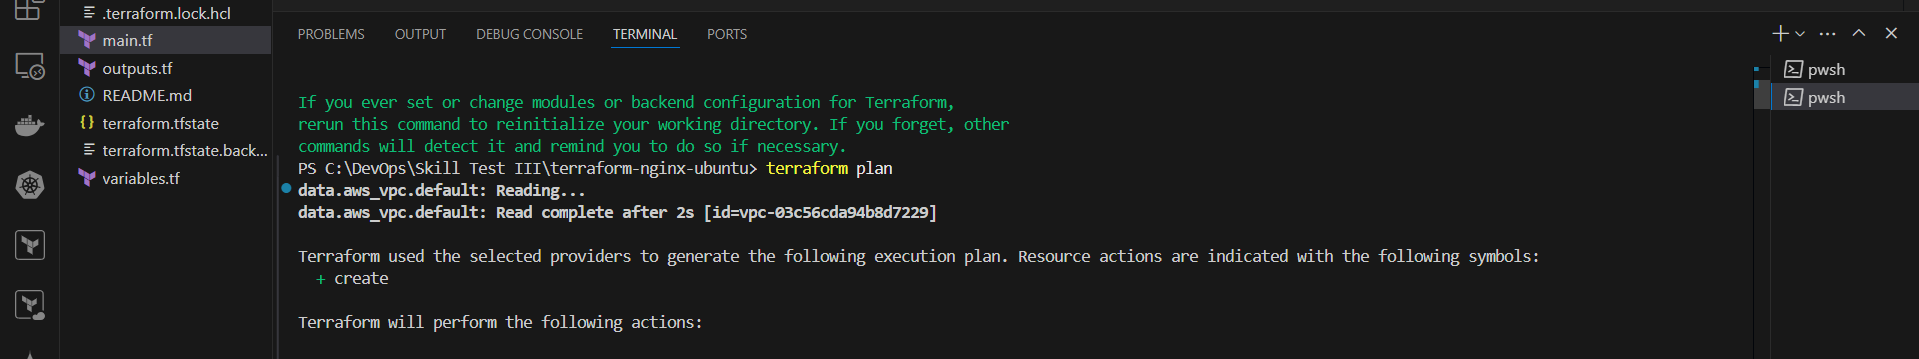 .terraform.lock.hcl
main.tf
outputs.tf
README.md
terraform.tfstate
terraform.tfstate.back...
variables.tf
PROBLEMS OUTPUT DEBUG CONSOLE TERMINAL PORTS
If you ever set or change modules or backend configuration for Terraform,
rerun this command to reinitialize your working directory. If you forget, other
commands will detect it and remind you to do so if necessary.
PS C:\DevOps\Skill Test III\terraform-nginx-ubuntu> terraform plan
data.aws_vpc.default: Reading...
data.aws_vpc.default: Read complete after 2s [id=vpc-03c56cda94b8d7229]
Terraform used the selected providers to generate the following execution plan. Resource actions are indicated with the following symbols:
+ create
Terraform will perform the following actions:
pwsh
pwsh